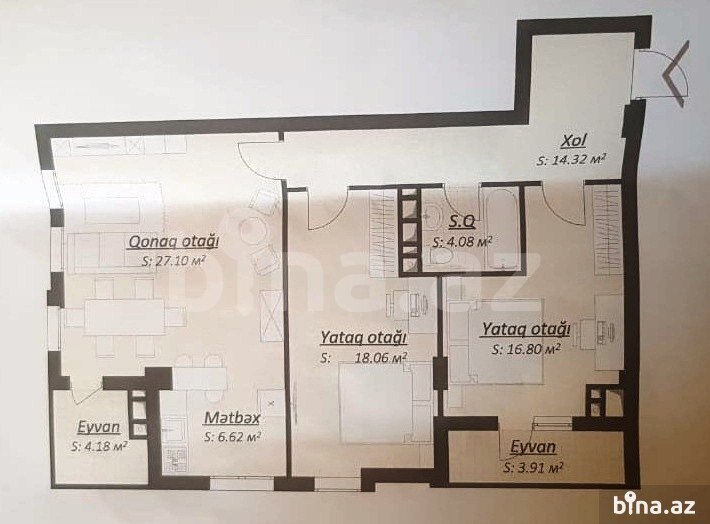 Xol
S: 14.32 м²
S.Q
S: 4.08 м²
Qonaq otağı
S: 27.10 м²
Yataq otağı
S: 18.06 м²
Yataq otağı
S: 16.80 м²
Mətbəx
S: 6.62 м²
Eyvan
S: 4.18 м²
Eyvan
S: 3.91 м²
bina.az
bina.az